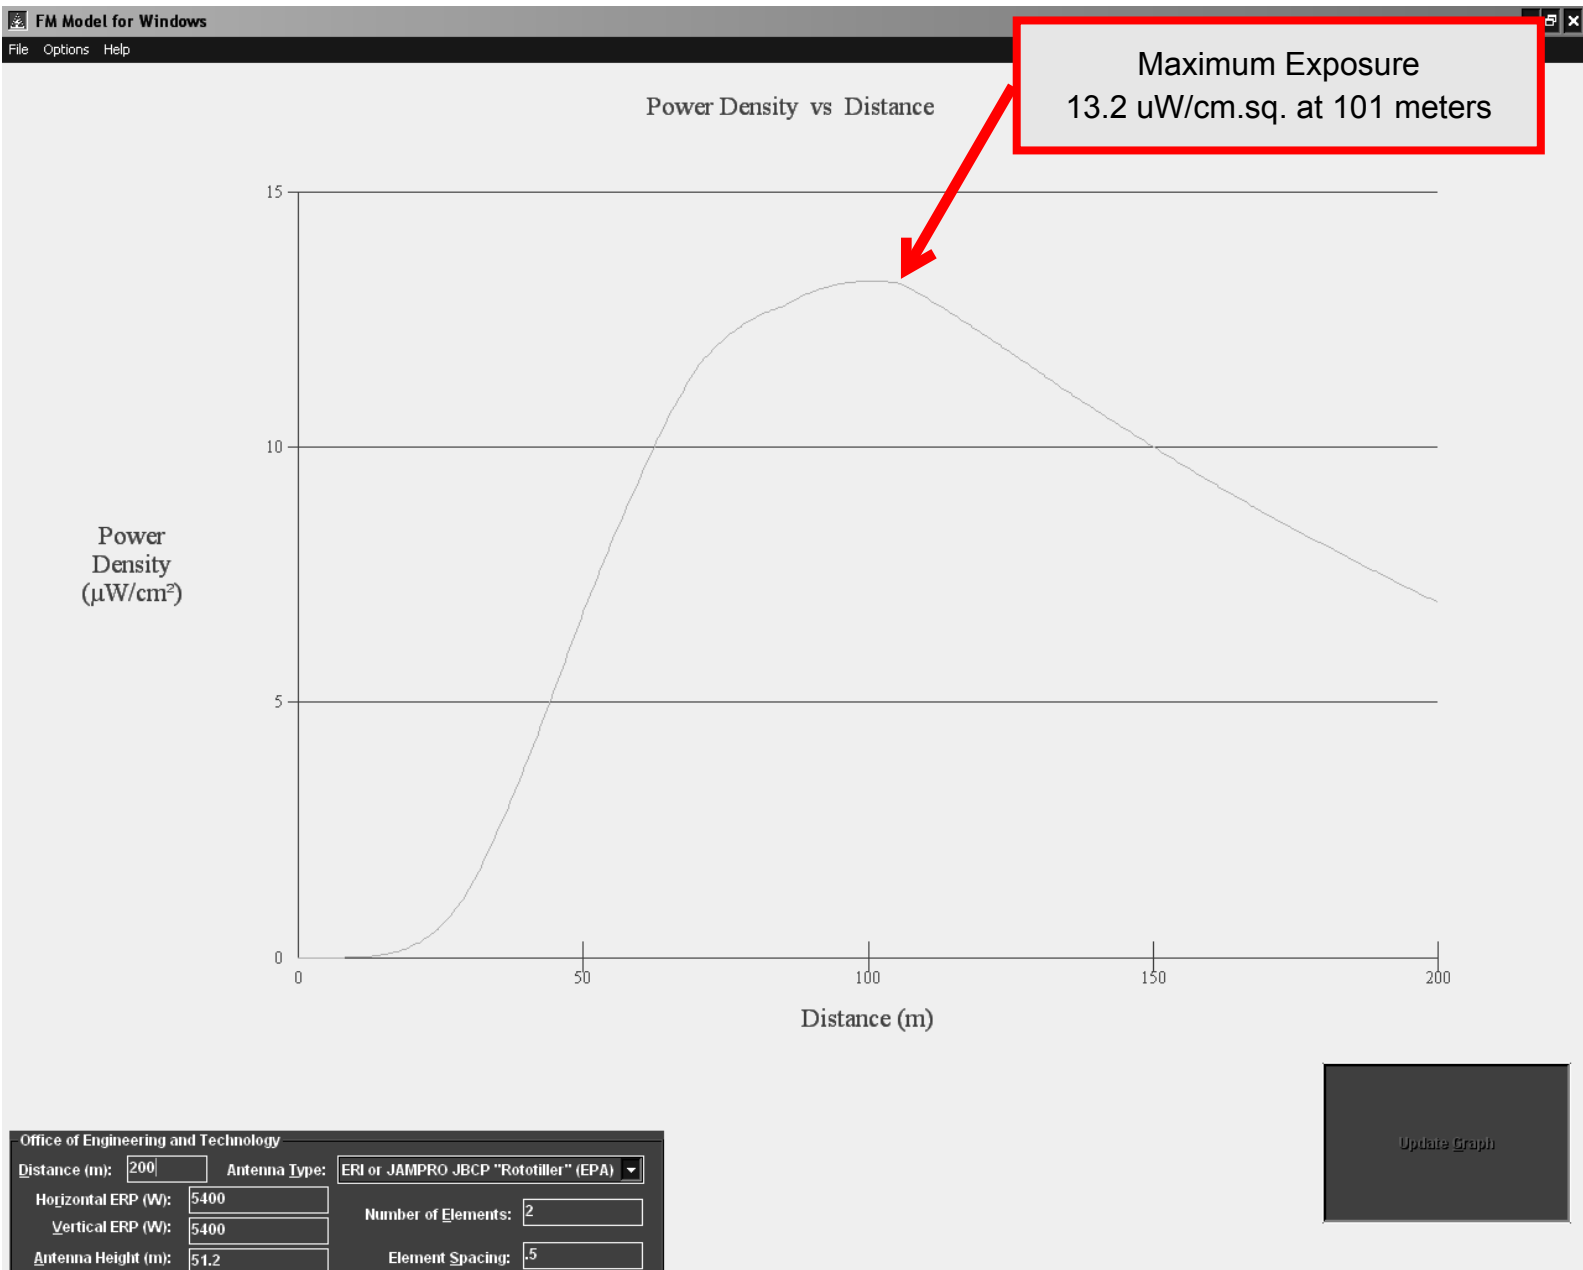 FM Model for Windows
File Options Help
Maximum Exposure
13.2 uW/cm.sq. at 101 meters
Power Density vs Distance
15
10
5
0
Power
Density
(µW/cm²)
0 50 100 150 200
Distance (m)
Update Graph
Office of Engineering and Technology
Distance (m): 200 Antenna Type: ERI or JAMPRO JBCP "Rototiller" (EPA)
Horizontal ERP (W): 5400
Number of Elements: 2
Vertical ERP (W): 5400
Antenna Height (m): 51.2 Element Spacing: .5